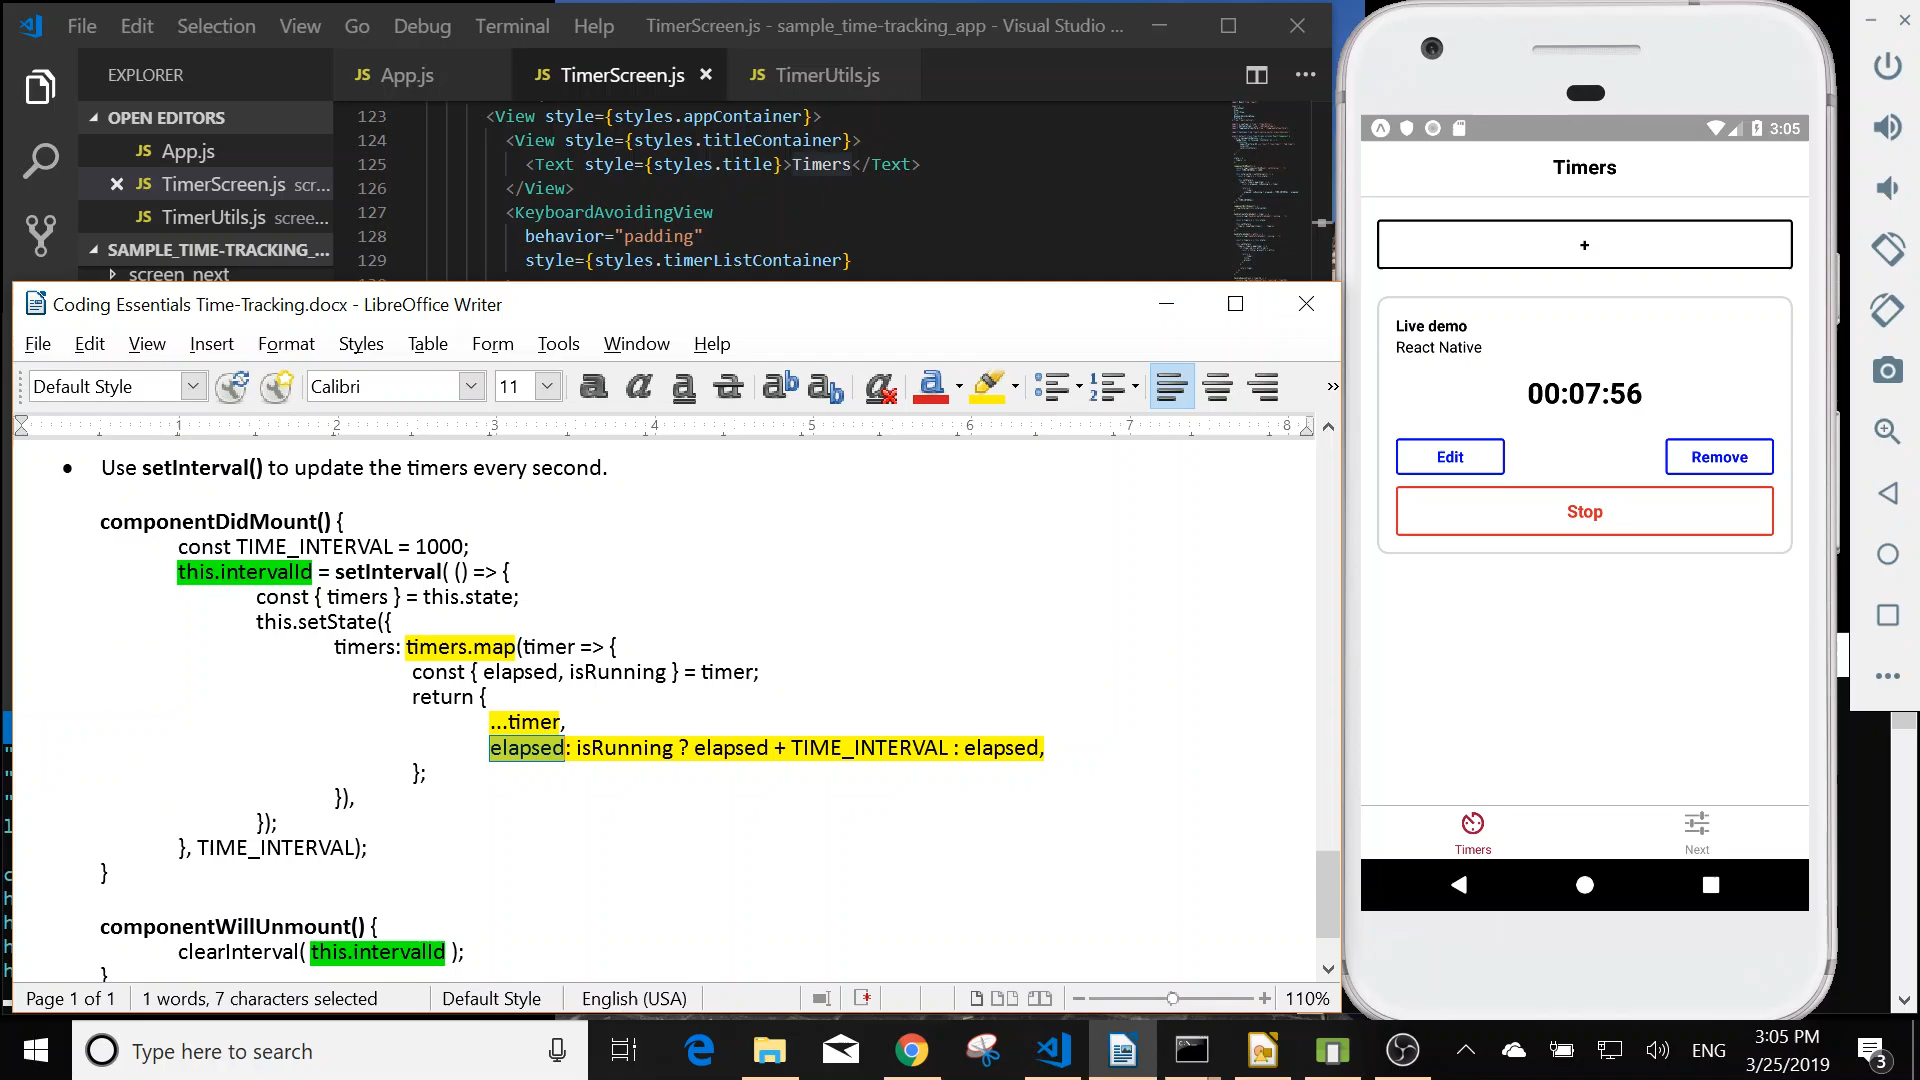 File Edit Selection View Go Debug Terminal Help TimerScreen.js - sample_time-tracking_app - Visual Studio ...
EXPLORER
OPEN EDITORS
JS App.js
JS TimerScreen.js scr...
JS TimerUtils.js scree...
SAMPLE_TIME-TRACKING_...
screen_next
JS App.js JS TimerScreen.js JS TimerUtils.js
123 <View style={styles.appContainer}>
124 <View style={styles.titleContainer}>
125 <Text style={styles.title}>Timers</Text>
126 </View>
127 <KeyboardAvoidingView
128 behavior="padding"
129 style={styles.timerListContainer}
Coding Essentials Time-Tracking.docx - LibreOffice Writer
File Edit View Insert Format Styles Table Form Tools Window Help
Default Style Calibri 11
1 2 3 4 5 6 7 8
• Use setInterval() to update the timers every second.
componentDidMount() {
const TIME_INTERVAL = 1000;
this.intervalId = setInterval( () => {
const { timers } = this.state;
this.setState({
timers: timers.map(timer => {
const { elapsed, isRunning } = timer;
return {
...timer,
elapsed: isRunning ? elapsed + TIME_INTERVAL : elapsed,
};
}),
});
}, TIME_INTERVAL);
}
componentWillUnmount() {
clearInterval( this.intervalId );
}
Page 1 of 1 1 words, 7 characters selected Default Style English (USA) 110%
3:05
Timers
+
Live demo
React Native
00:07:56
Edit Remove
Stop
Timers Next
Type here to search
ENG
3:05 PM
3/25/2019
3